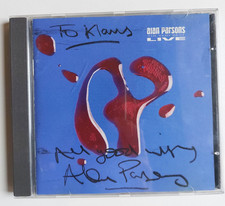 To Klaus
alan parsons
LIVE
All good wishes
Alan Parsons